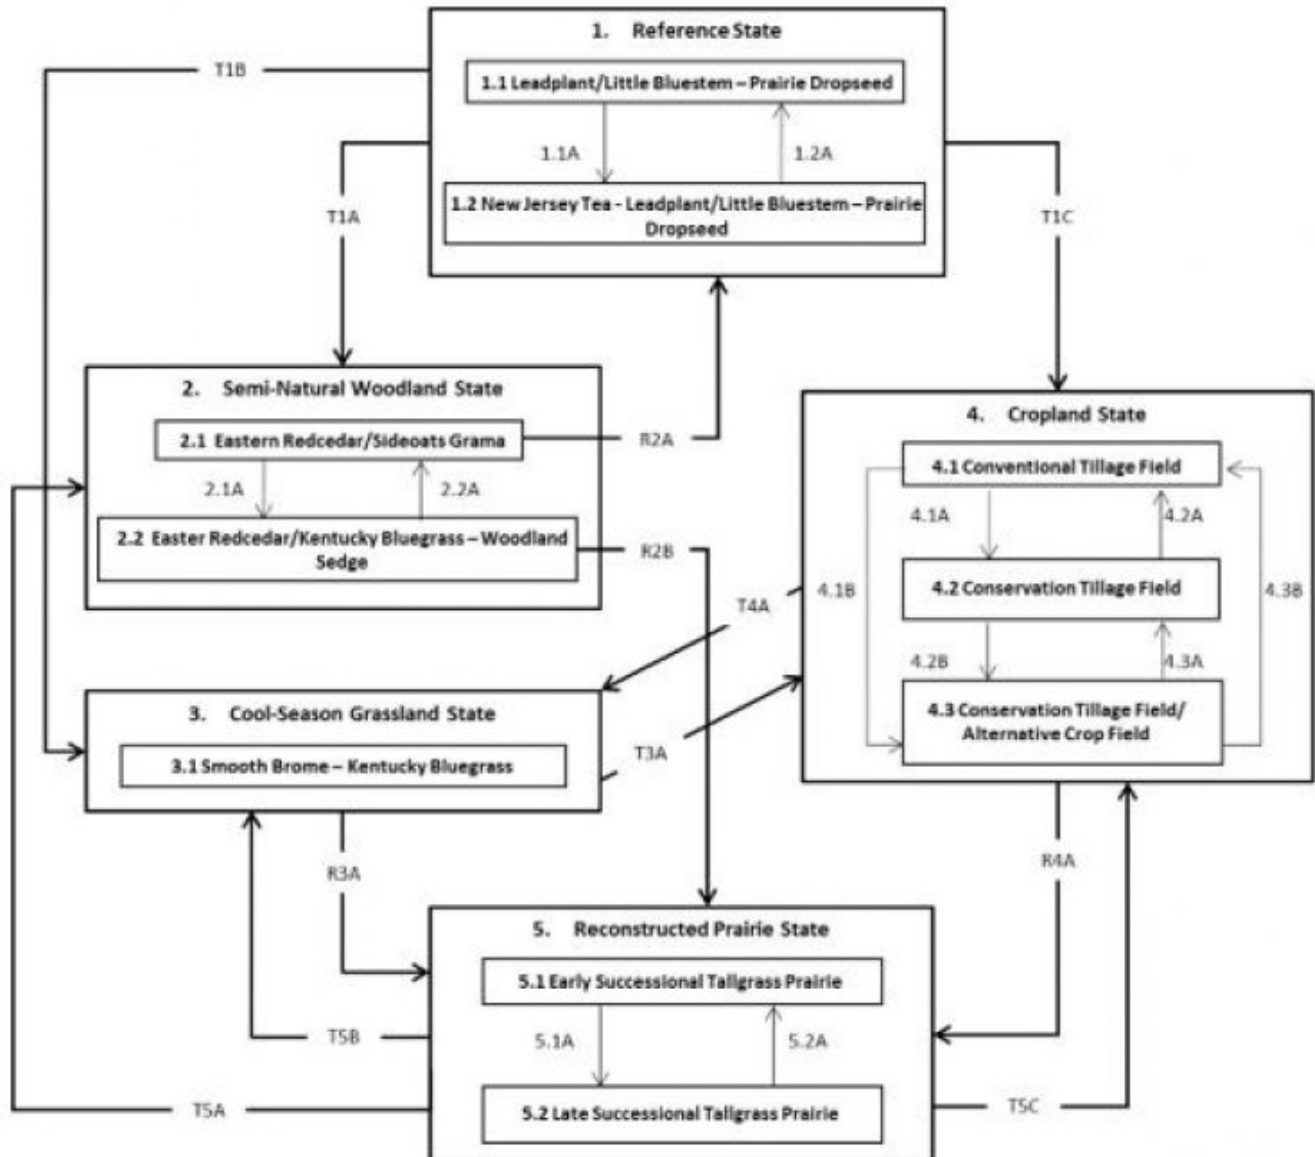 1. Reference State
T1B
1.1 Leadplant/Little Bluestem – Prairie Dropseed
1.1A
1.2A
1.2 New Jersey Tea - Leadplant/Little Bluestem – Prairie
Dropseed
T1A
T1C
2. Semi-Natural Woodland State
2.1 Eastern Redcedar/Sideoats Grama
R2A
2.1A
2.2A
2.2 Easter Redcedar/Kentucky Bluegrass – Woodland
Sedge
R2B
4. Cropland State
4.1 Conventional Tillage Field
4.1A
4.2A
4.2 Conservation Tillage Field
4.1B
4.3B
4.2B
4.3A
4.3 Conservation Tillage Field/
Alternative Crop Field
T4A
3. Cool-Season Grassland State
3.1 Smooth Brome – Kentucky Bluegrass
T3A
R3A
R4A
5. Reconstructed Prairie State
5.1 Early Successional Tallgrass Prairie
5.1A
5.2A
5.2 Late Successional Tallgrass Prairie
T5B
T5A
T5C